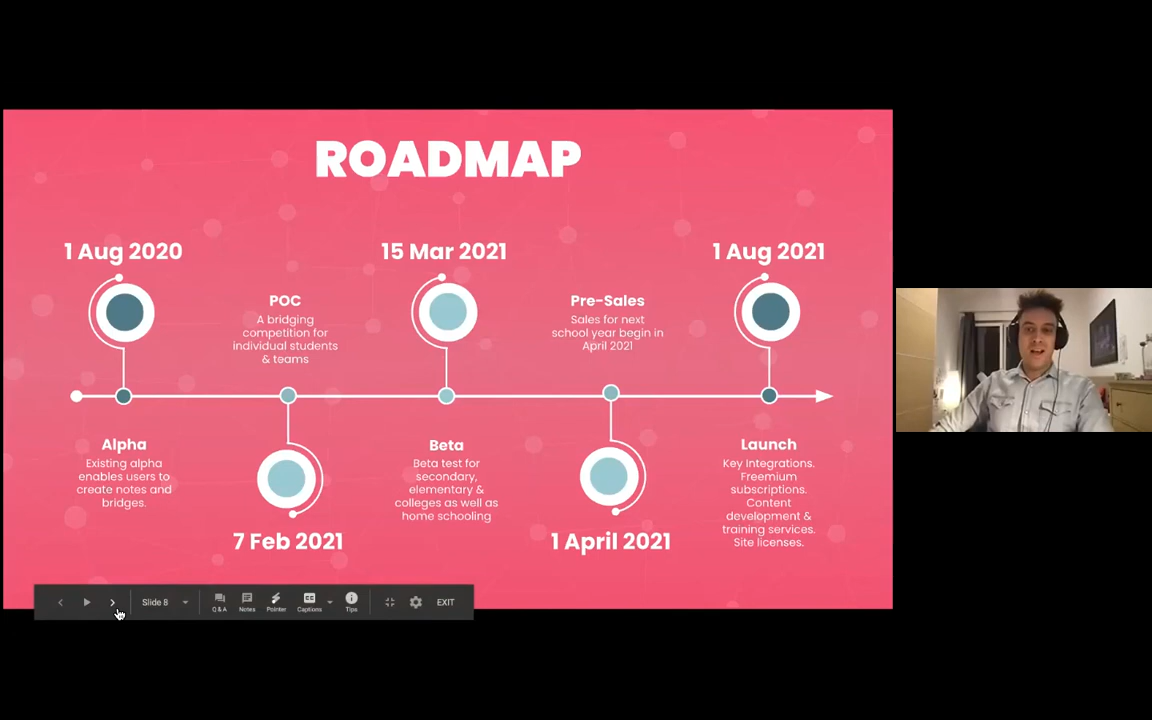 ROADMAP
1 Aug 2020
15 Mar 2021
1 Aug 2021
POC
A bridging
competition for
individual students
& teams
Pre-Sales
Sales for next
school year begin in
April 2021
Alpha
Existing alpha
enables users to
create notes and
bridges.
Beta
Beta test for
secondary,
elementary &
colleges as well as
home schooling
Launch
Key Integrations.
Freemium
subscriptions.
Content
development &
training services.
Site licenses.
7 Feb 2021
1 April 2021
Slide 8
Q & A
Notes
Pointer
CC
Captions
Tips
EXIT